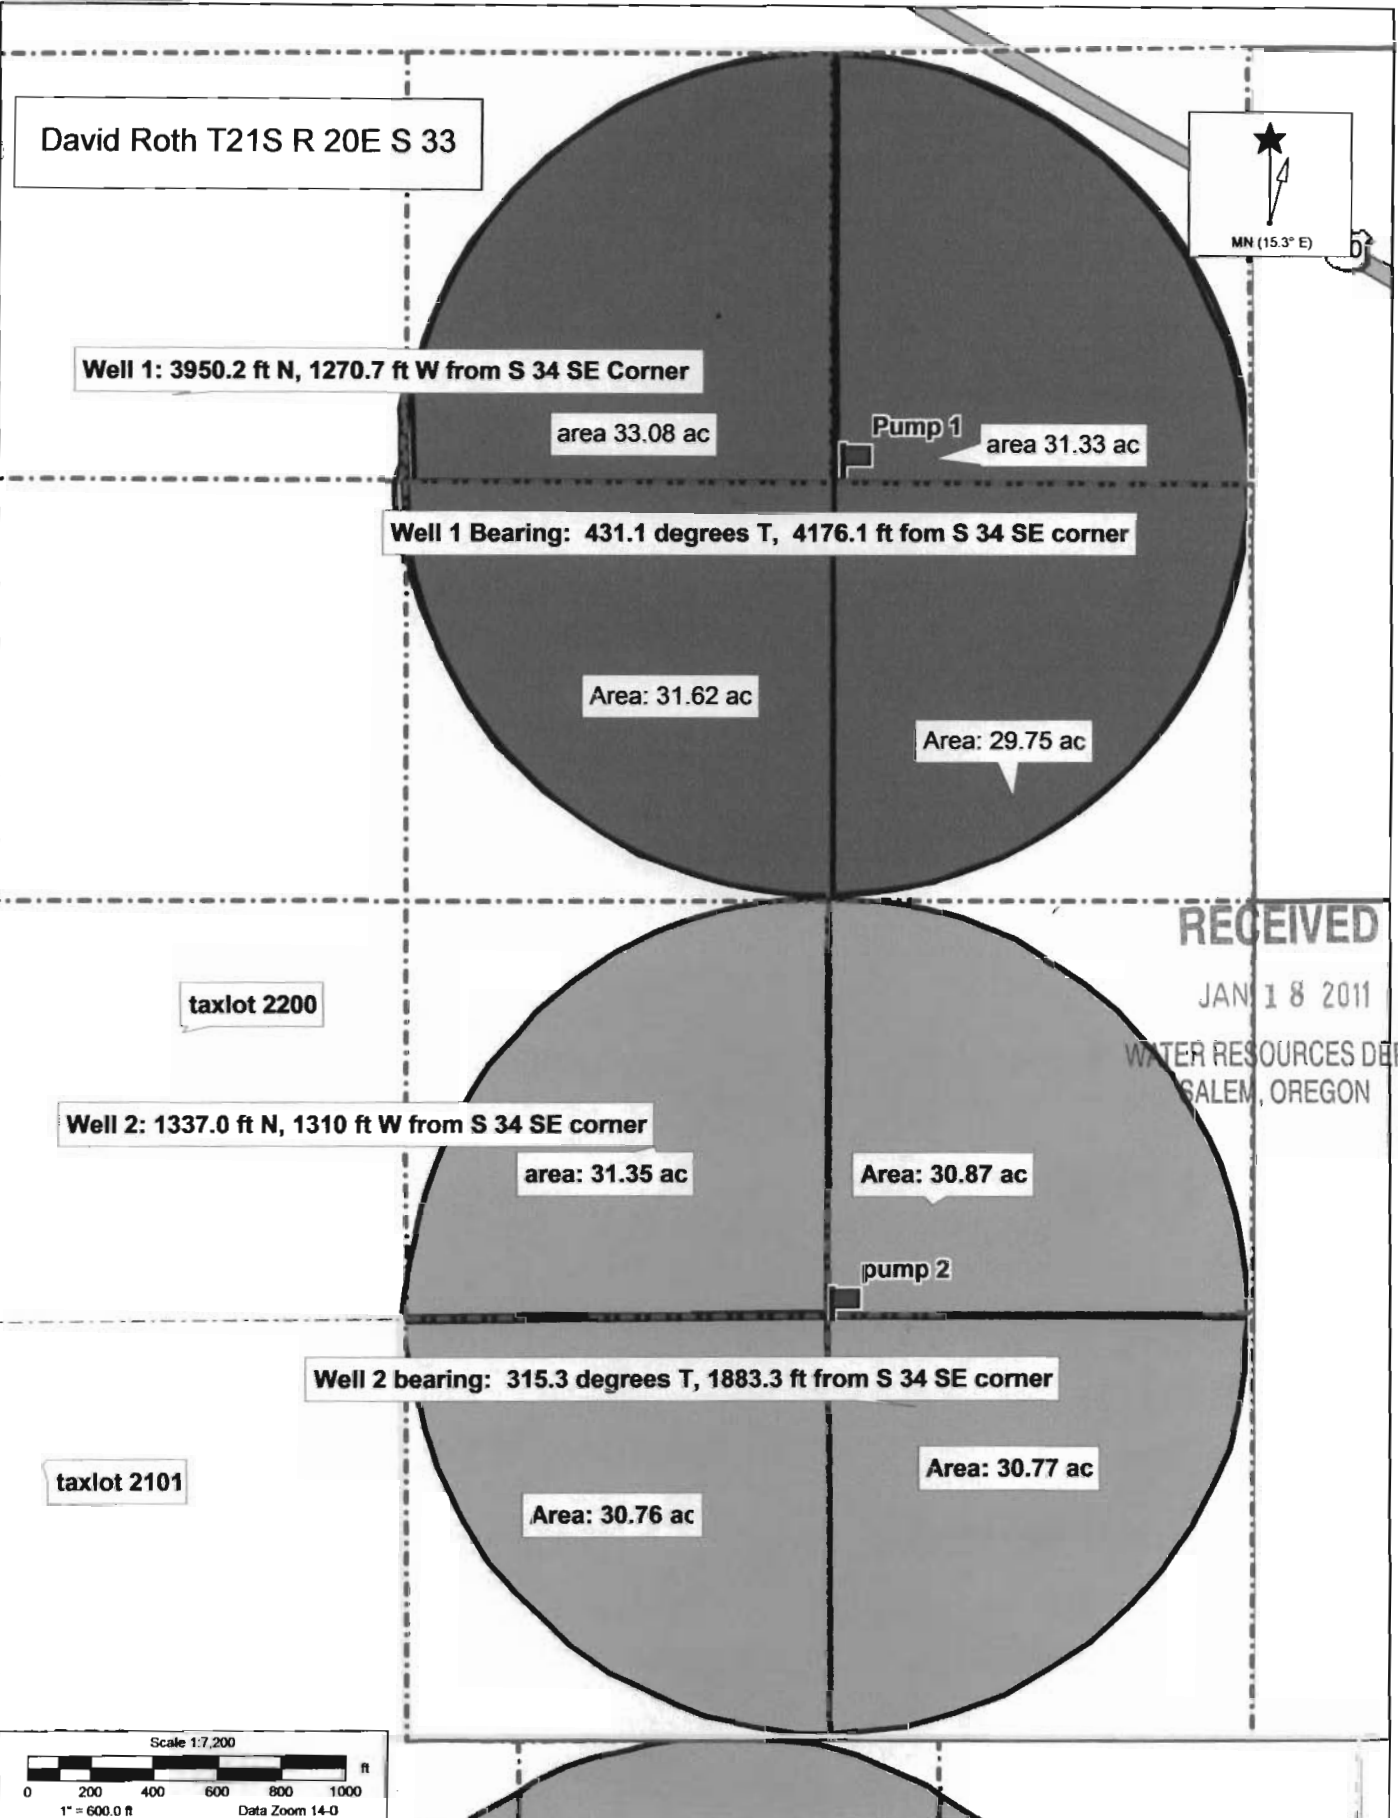 David Roth T21S R 20E S 33
MN (15.3° E)
Well 1: 3950.2 ft N, 1270.7 ft W from S 34 SE Corner
area 33.08 ac
Pump 1
area 31.33 ac
Well 1 Bearing: 431.1 degrees T, 4176.1 ft fom S 34 SE corner
Area: 31.62 ac
Area: 29.75 ac
RECEIVED
JAN 18 2011
WATER RESOURCES DE
SALEM, OREGON
taxlot 2200
Well 2: 1337.0 ft N, 1310 ft W from S 34 SE corner
area: 31.35 ac
Area: 30.87 ac
pump 2
Well 2 bearing: 315.3 degrees T, 1883.3 ft from S 34 SE corner
Area: 30.77 ac
taxlot 2101
Area: 30.76 ac
Scale 1:7,200
ft
0 200 400 600 800 1000
1" = 600.0 ft Data Zoom 14-0